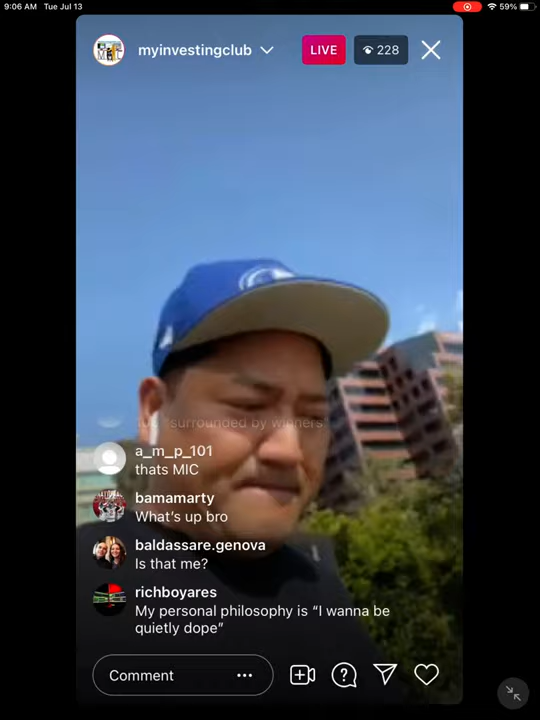 9:06 AM Tue Jul 13
59%
myinvestingclub
LIVE
228
surrounded by winners.
a_m_p_101
thats MIC
bamamarty
What's up bro
baldassare.genova
Is that me?
richboyares
My personal philosophy is “I wanna be
quietly dope”
Comment